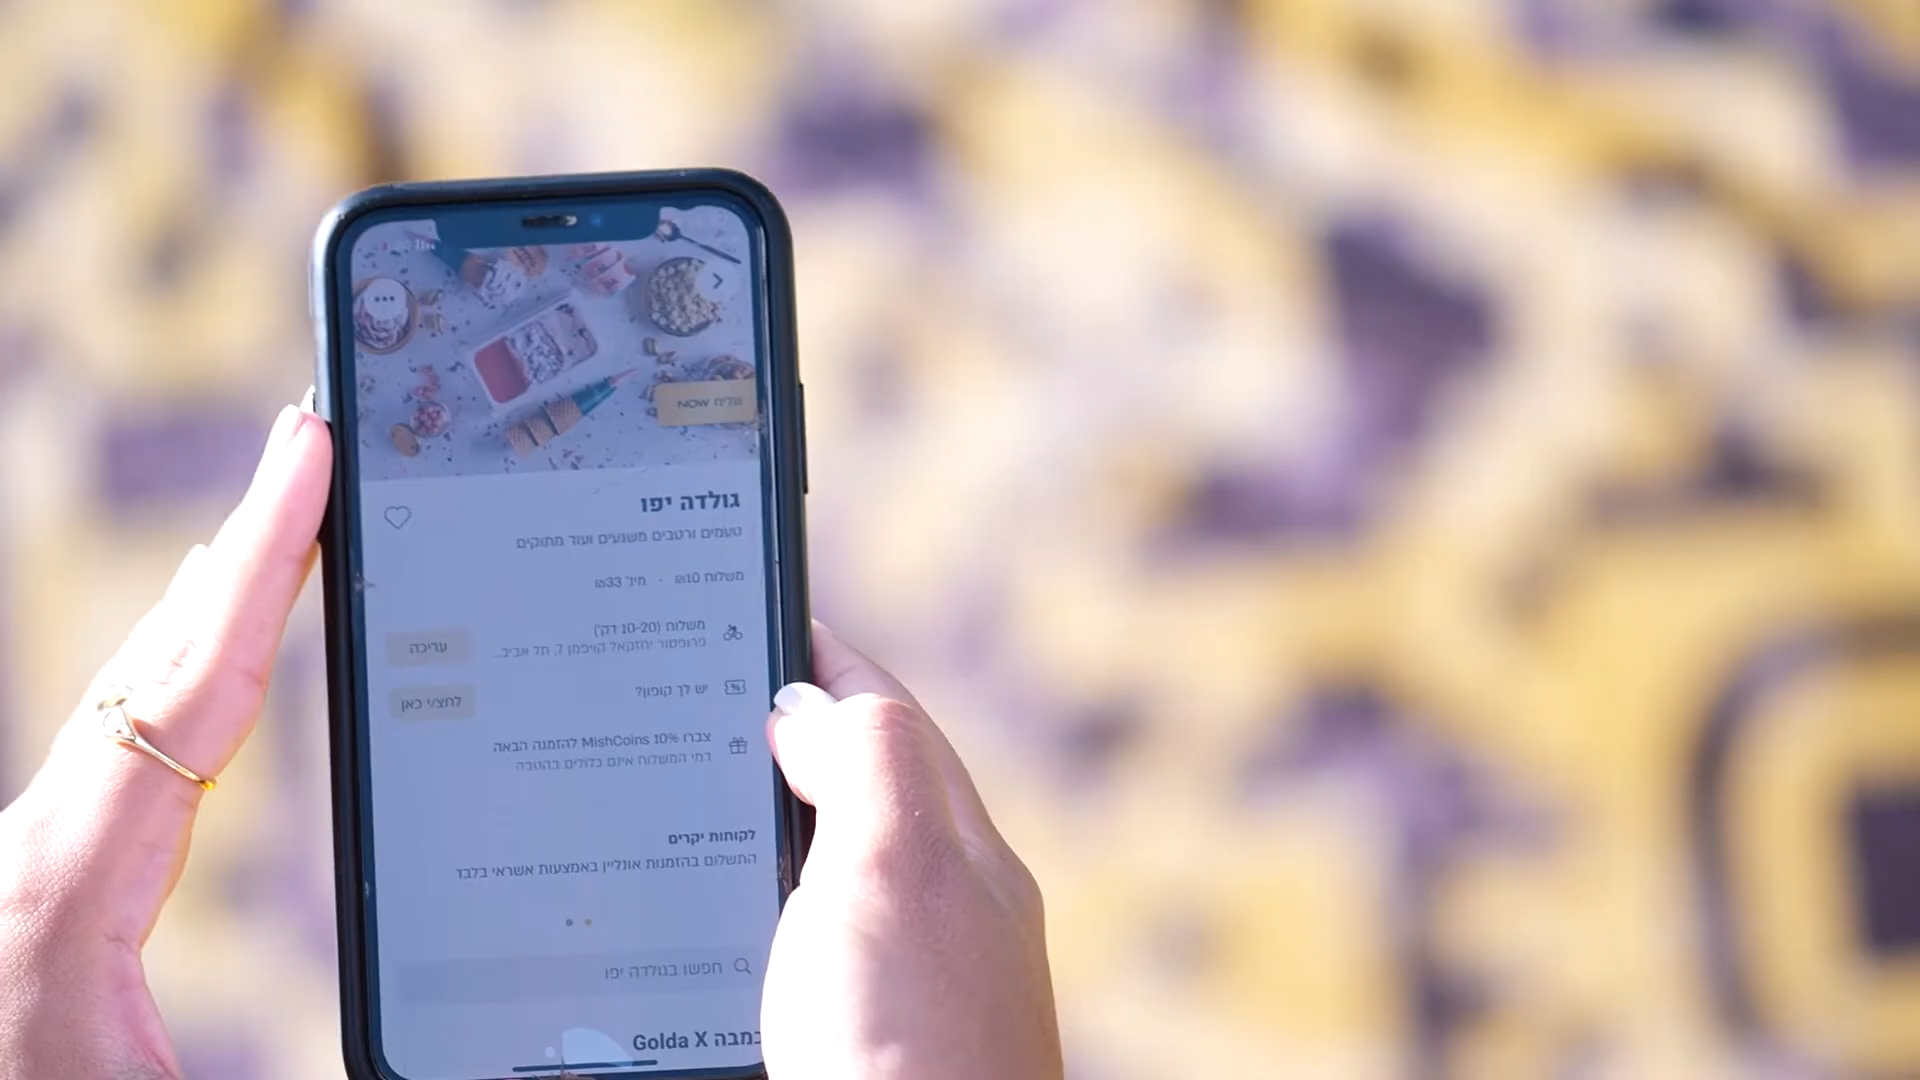 שליח NOW
גולדה יפו
טעמים ורטבים משגעים ועוד מתוקים
משלוח ₪10 · מינ' ₪33
משלוח (10-20 דק')
עריכה
פרופסור יחזקאל קויפמן 7, תל אביב...
יש לך קופון?
לחצ/י כאן
צברו 10% MishCoins להזמנה הבאה
דמי המשלוח אינם כלולים בהטבה
לקוחות יקרים
התשלום בהזמנות אונליין באמצעות אשראי בלבד
חפשו בגולדה יפו
במבה Golda X